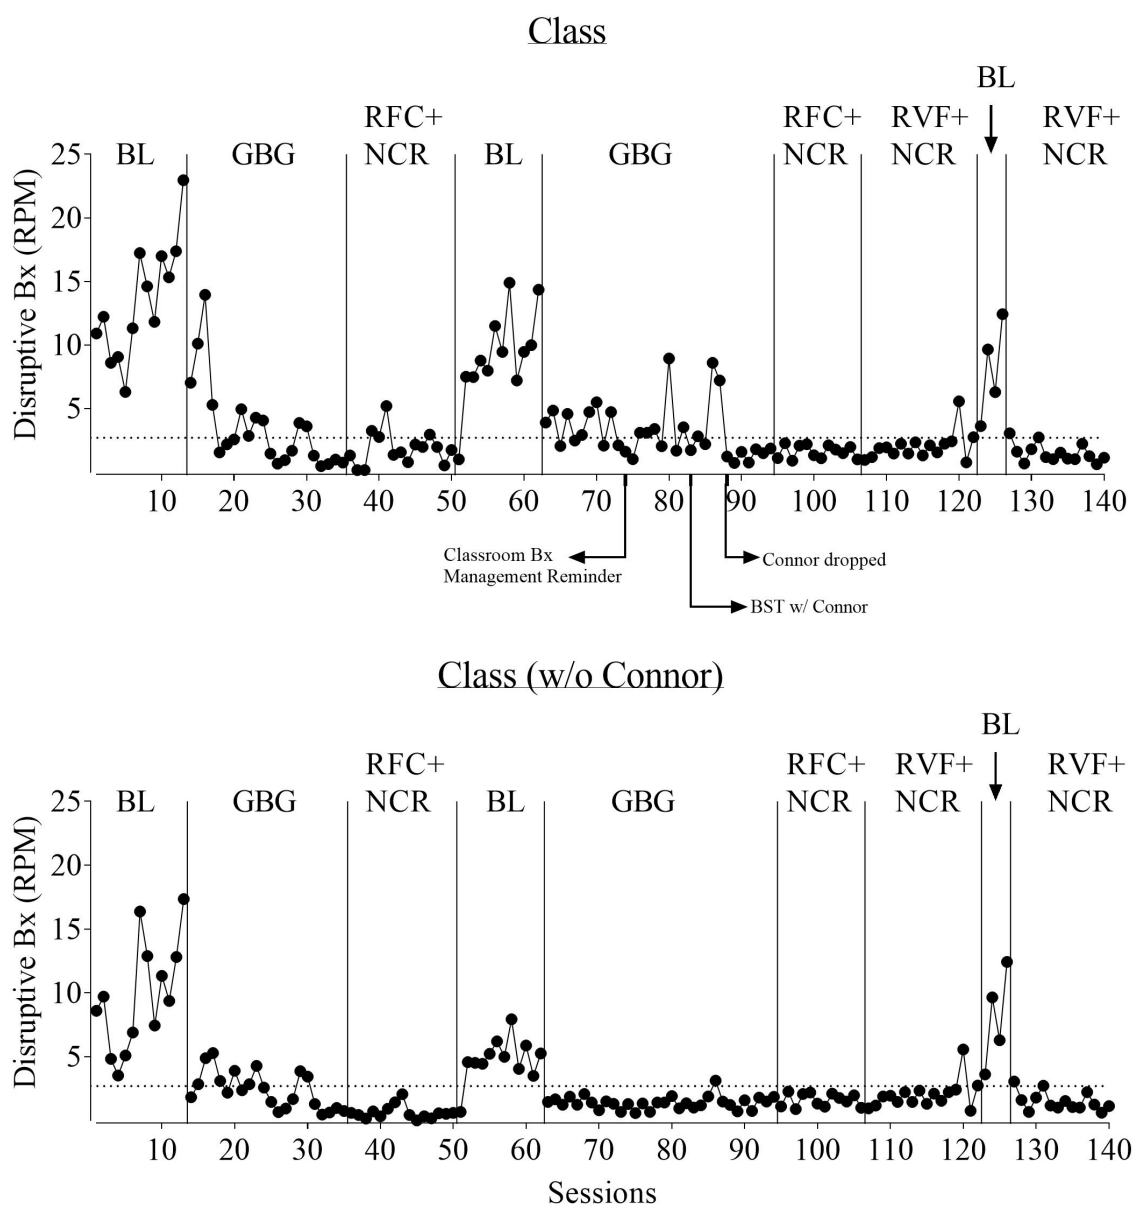 Class
BL
RFC+
RFC+
RVF+
RVF+
BL
GBG
NCR
BL
GBG
NCR
NCR
NCR
25
20
15
10
5
Disruptive Bx (RPM)
10 20 30 40 50 60 70 80 90 100 110 120 130 140
Classroom Bx
Management Reminder
Connor dropped
BST w/ Connor
Class (w/o Connor)
BL
RFC+
RFC+
RVF+
RVF+
BL
GBG
NCR
BL
GBG
NCR
NCR
NCR
25
20
15
10
5
Disruptive Bx (RPM)
10 20 30 40 50 60 70 80 90 100 110 120 130 140
Sessions